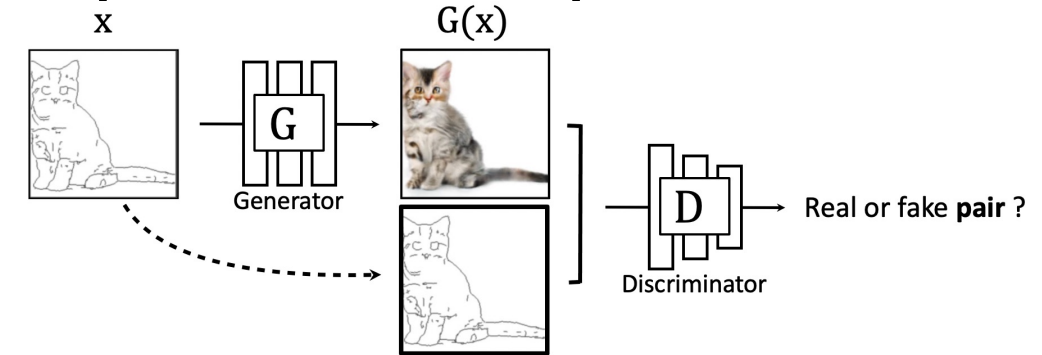 x
G(x)
G
Generator
D
Discriminator
Real or fake pair ?